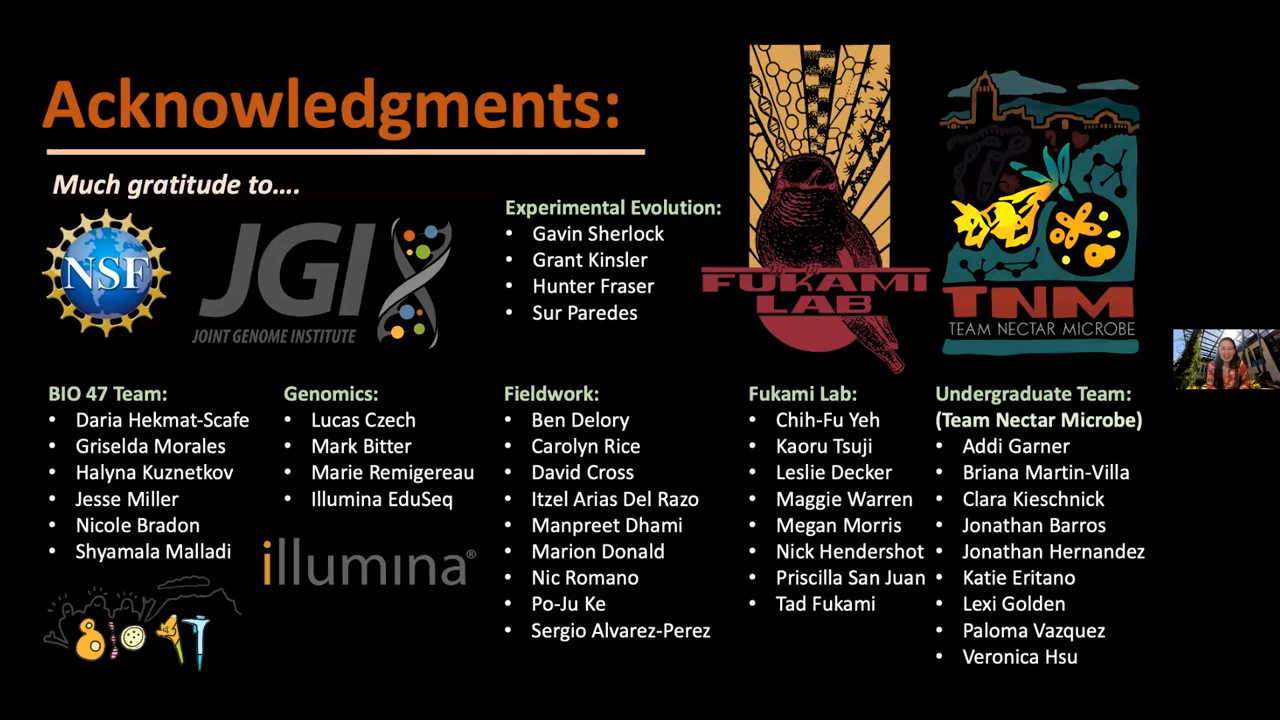 Acknowledgments:
Much gratitude to....
NSF
JGI
JOINT GENOME INSTITUTE
Experimental Evolution:
• Gavin Sherlock
• Grant Kinsler
• Hunter Fraser
• Sur Paredes
FUKAMI
LAB
TNM
TEAM NECTAR MICROBE
BIO 47 Team:
• Daria Hekmat-Scafe
• Griselda Morales
• Halyna Kuznetkov
• Jesse Miller
• Nicole Bradon
• Shyamala Malladi
BIO47
Genomics:
• Lucas Czech
• Mark Bitter
• Marie Remigereau
• Illumina EduSeq
illumina®
Fieldwork:
• Ben Delory
• Carolyn Rice
• David Cross
• Itzel Arias Del Razo
• Manpreet Dhami
• Marion Donald
• Nic Romano
• Po-Ju Ke
• Sergio Alvarez-Perez
Fukami Lab:
• Chih-Fu Yeh
• Kaoru Tsuji
• Leslie Decker
• Maggie Warren
• Megan Morris
• Nick Hendershot
• Priscilla San Juan
• Tad Fukami
Undergraduate Team:
(Team Nectar Microbe)
• Addi Garner
• Briana Martin-Villa
• Clara Kieschnick
• Jonathan Barros
• Jonathan Hernandez
• Katie Eritano
• Lexi Golden
• Paloma Vazquez
• Veronica Hsu